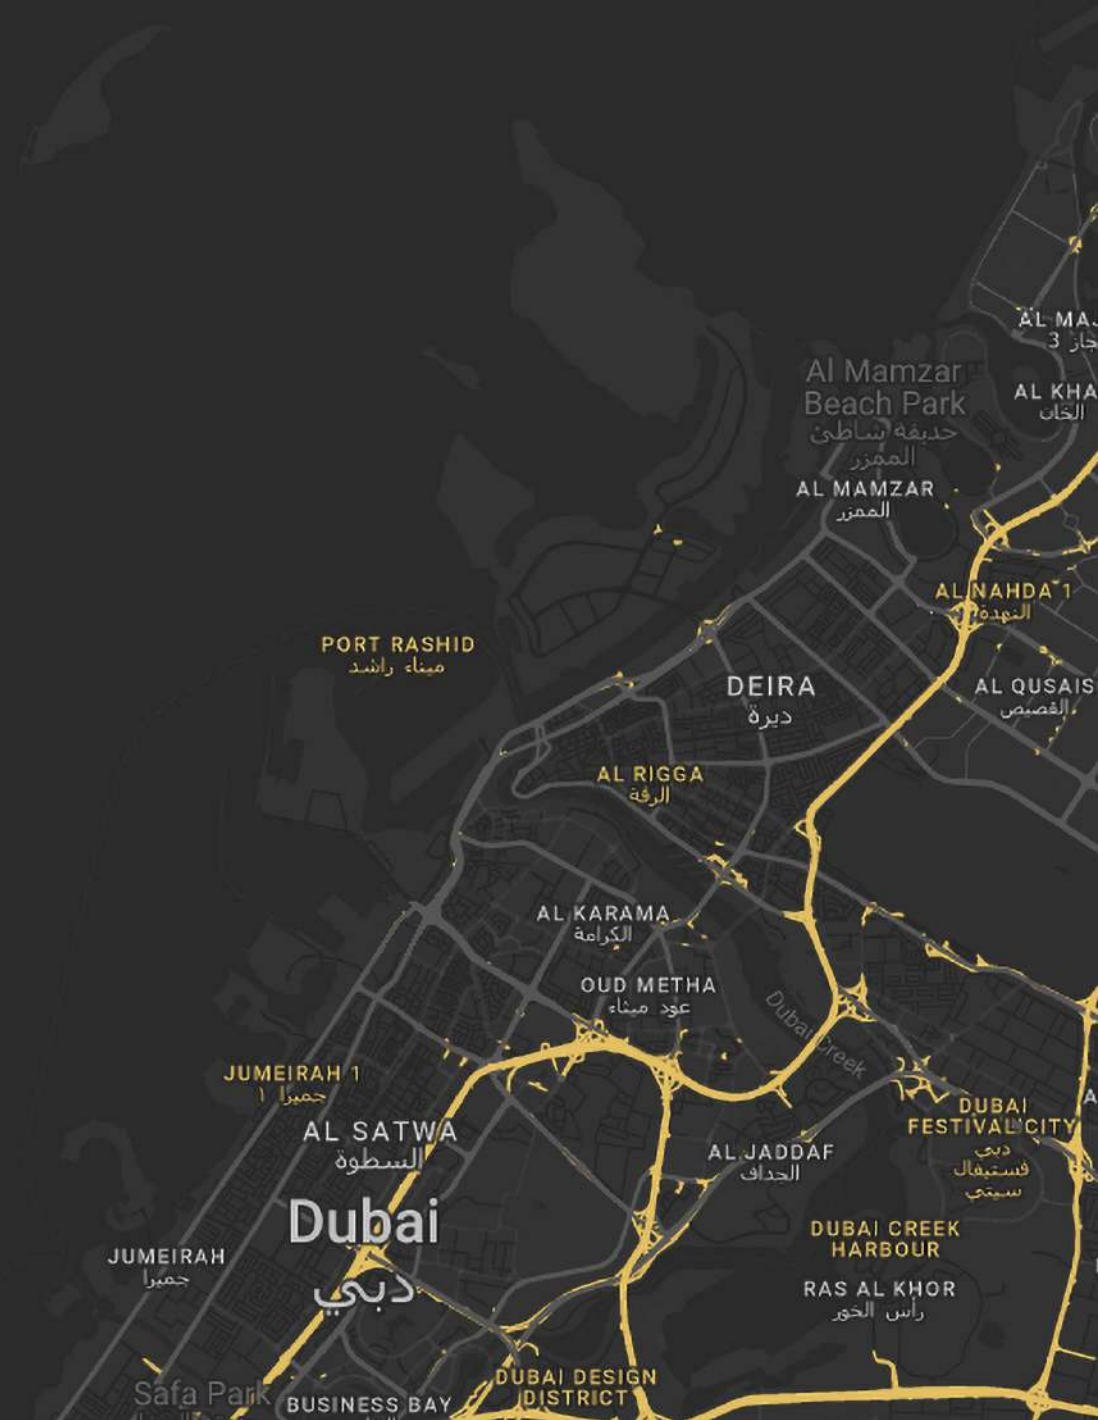 AL MAJ
جاز 3
Al Mamzar
Beach Park
حديقة شاطئ
الممزر
AL KHA
الخان
AL MAMZAR
الممزر
AL NAHDA 1
النهدة
PORT RASHID
ميناء راشد
DEIRA
ديرة
AL QUSAIS
القصيص
AL RIGGA
الرقة
AL KARAMA
الكرامة
OUD METHA
عود ميثاء
Dubai Creek
JUMEIRAH 1
جميرا ١
DUBAI
FESTIVAL CITY
دبي
فستيفال
سيتي
AL SATWA
السطوة
AL JADDAF
الجداف
Dubai
دبي
DUBAI CREEK
HARBOUR
JUMEIRAH
جميرا
RAS AL KHOR
رأس الخور
Safa Park
DUBAI DESIGN
DISTRICT
BUSINESS BAY